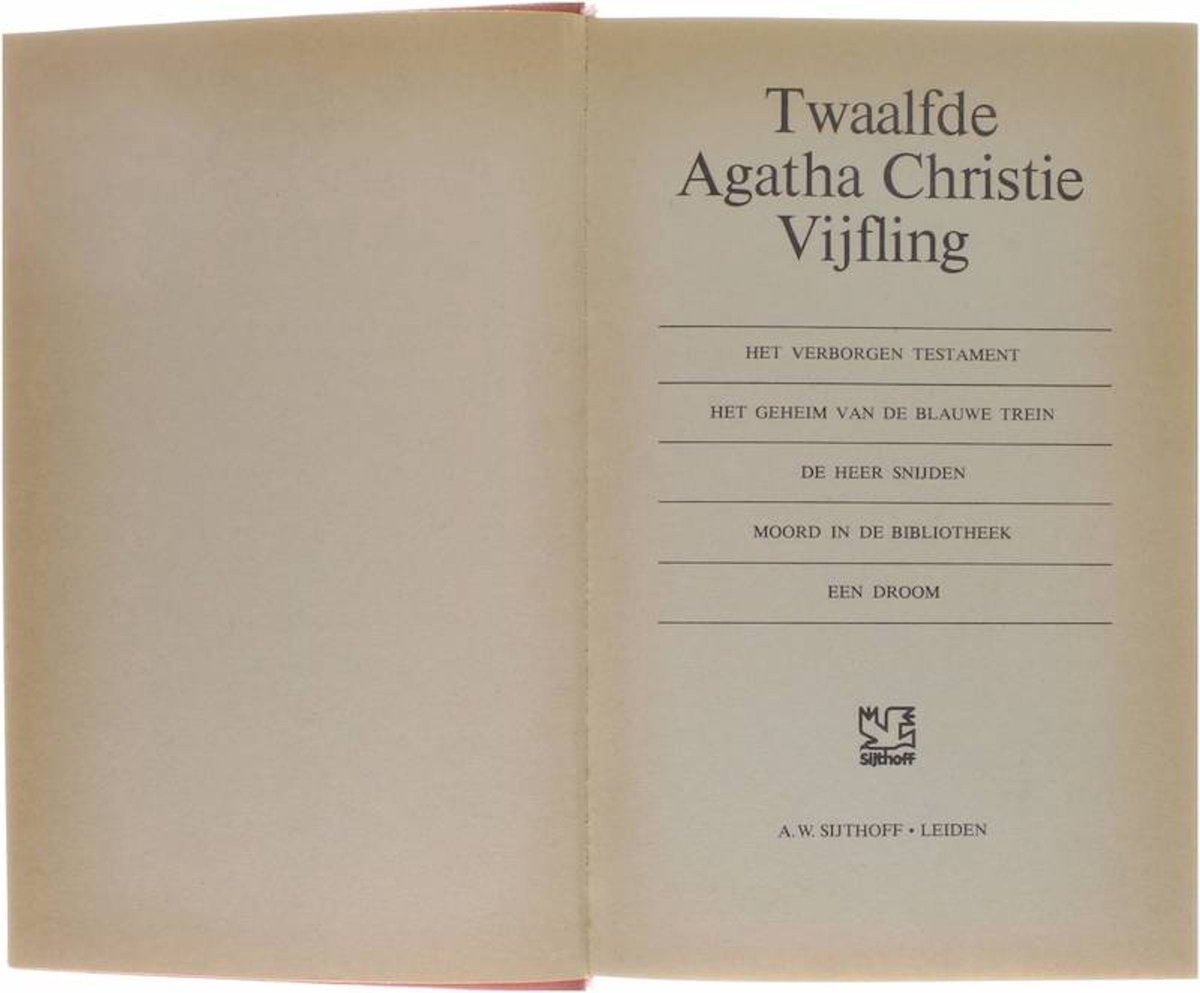 Twaalfde
Agatha Christie
Vijfling
HET VERBORGEN TESTAMENT
HET GEHEIM VAN DE BLAUWE TREIN
DE HEER SNIJDEN
MOORD IN DE BIBLIOTHEEK
EEN DROOM
Sijthoff
A.W. SIJTHOFF • LEIDEN